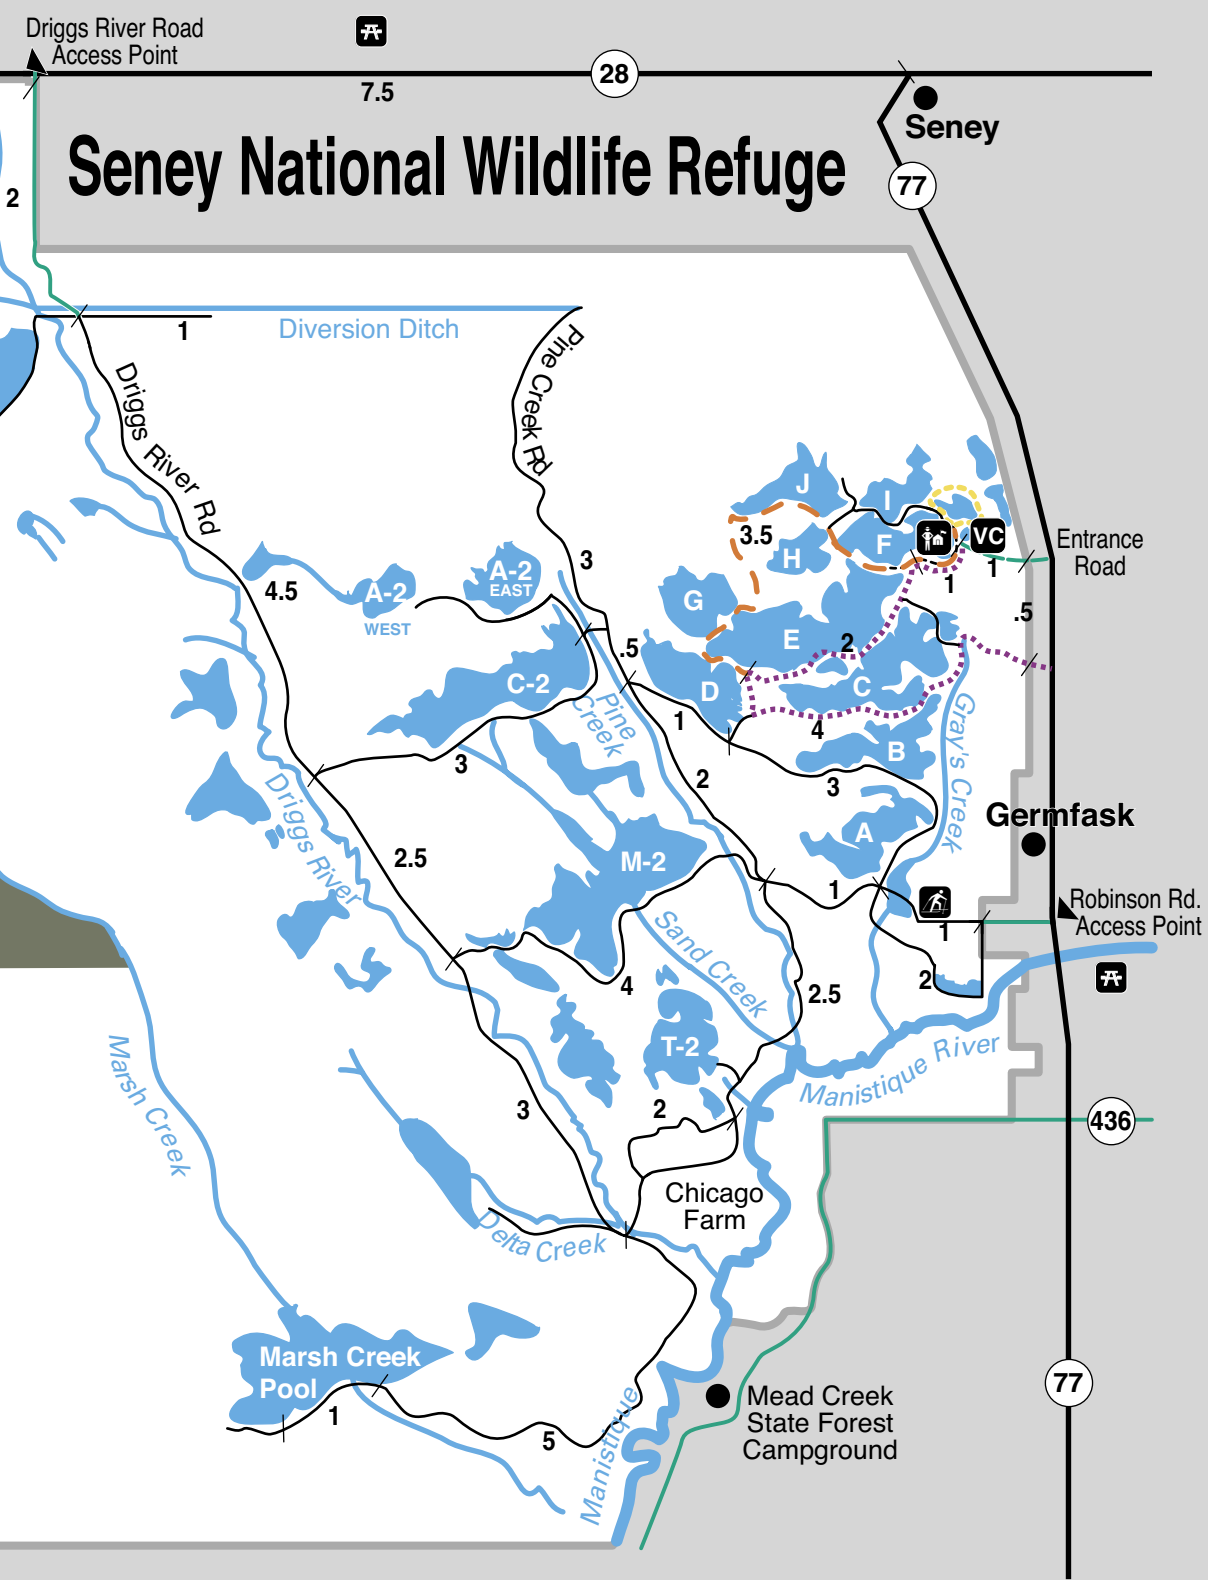 Driggs River Road
Access Point
28
7.5
Seney National Wildlife Refuge
Seney
77
2
1
Diversion Ditch
Pine Creek Rd
Driggs River Rd
J
I
3.5
F
VC
H
1
1
Entrance
Road
3
4.5
A-2
WEST
A-2
EAST
G
.5
E
2
.5
C-2
D
C
Pine
Creek
1
4
Gray's Creek
B
3
2
3
Driggs River
Germfask
A
M-2
2.5
1
Robinson Rd.
Access Point
1
Sand Creek
2
4
2.5
T-2
Manistique River
Marsh Creek
3
2
436
Chicago
Farm
Delta Creek
Marsh Creek
Pool
1
5
Manistique
77
Mead Creek
State Forest
Campground